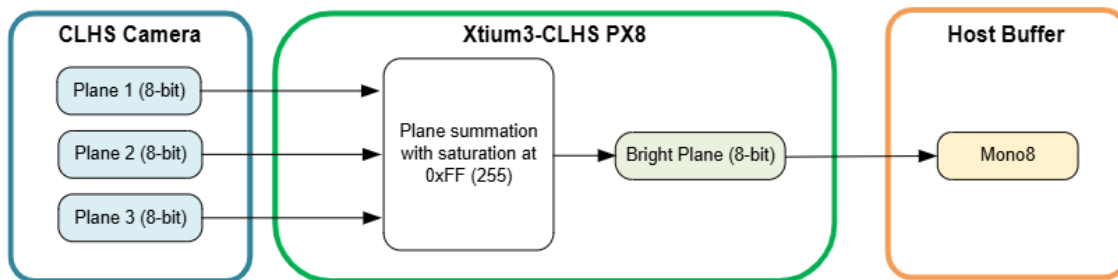 CLHS Camera
Plane 1 (8-bit)
Plane 2 (8-bit)
Plane 3 (8-bit)
Xtium3-CLHS PX8
Plane summation
with saturation at
0xFF (255)
Bright Plane (8-bit)
Host Buffer
Mono8